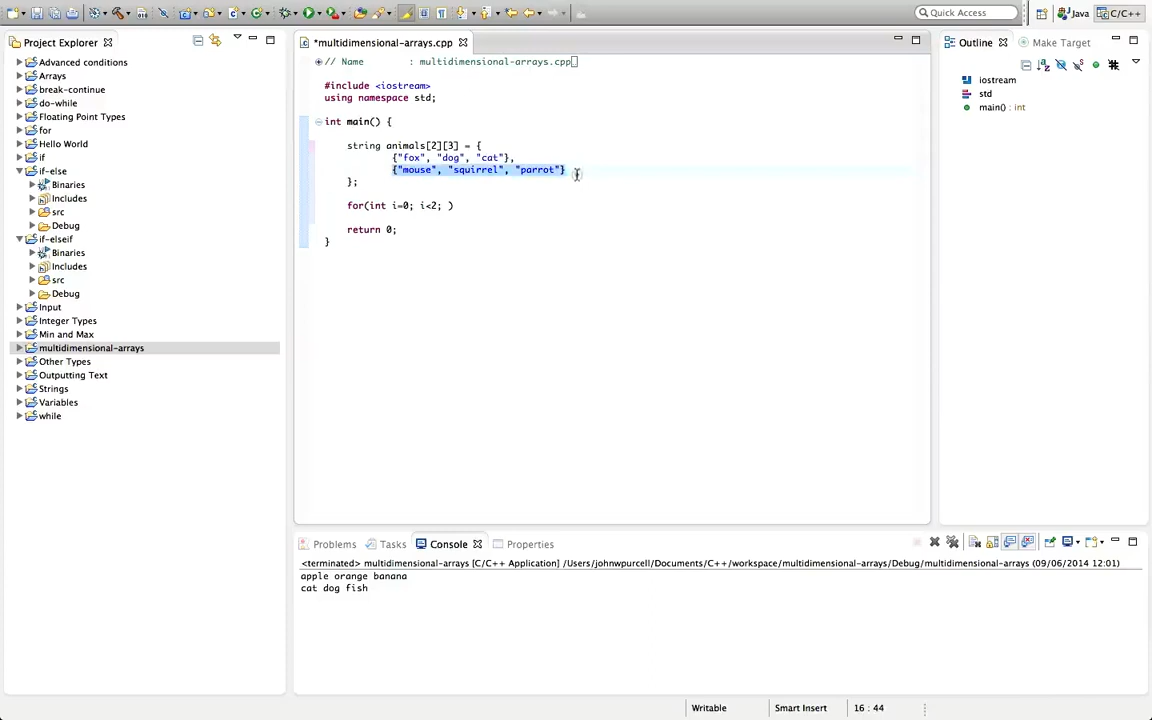 Quick Access
Java
C/C++
Project Explorer
Advanced conditions
Arrays
break-continue
do-while
Floating Point Types
for
Hello World
if
if-else
Binaries
Includes
src
Debug
if-elseif
Binaries
Includes
src
Debug
Input
Integer Types
Min and Max
multidimensional-arrays
Other Types
Outputting Text
Strings
Variables
while
*multidimensional-arrays.cpp
// Name : multidimensional-arrays.cpp
#include <iostream>
using namespace std;
int main() {
string animals[2][3] = {
{"fox", "dog", "cat"},
{"mouse", "squirrel", "parrot"}
};
for(int i=0; i<2; )
return 0;
}
Outline
Make Target
iostream
std
main() : int
Problems
Tasks
Console
Properties
<terminated> multidimensional-arrays [C/C++ Application] /Users/johnwpurcell/Documents/C++/workspace/multidimensional-arrays/Debug/multidimensional-arrays (09/06/2014 12:01)
apple orange banana
cat dog fish
Writable
Smart Insert
16 : 44